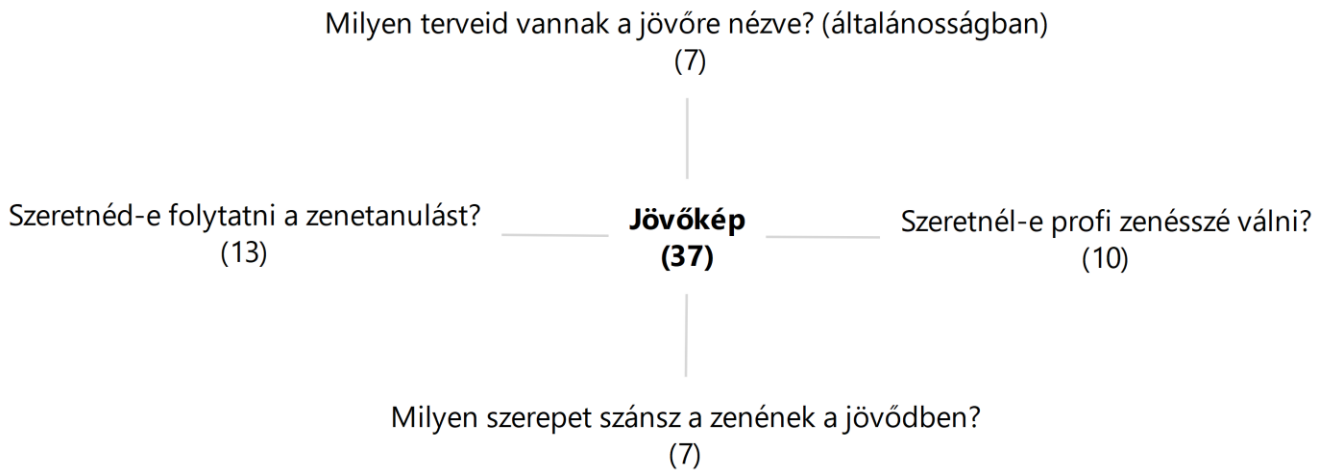 Milyen terveid vannak a jövőre nézve? (általánosságban)
(7)
Szeretnéd-e folytatni a zenetanulást?
(13)
Jövőkép
(37)
Szeretnél-e profi zenésszé válni?
(10)
Milyen szerepet szánsz a zenének a jövődben?
(7)